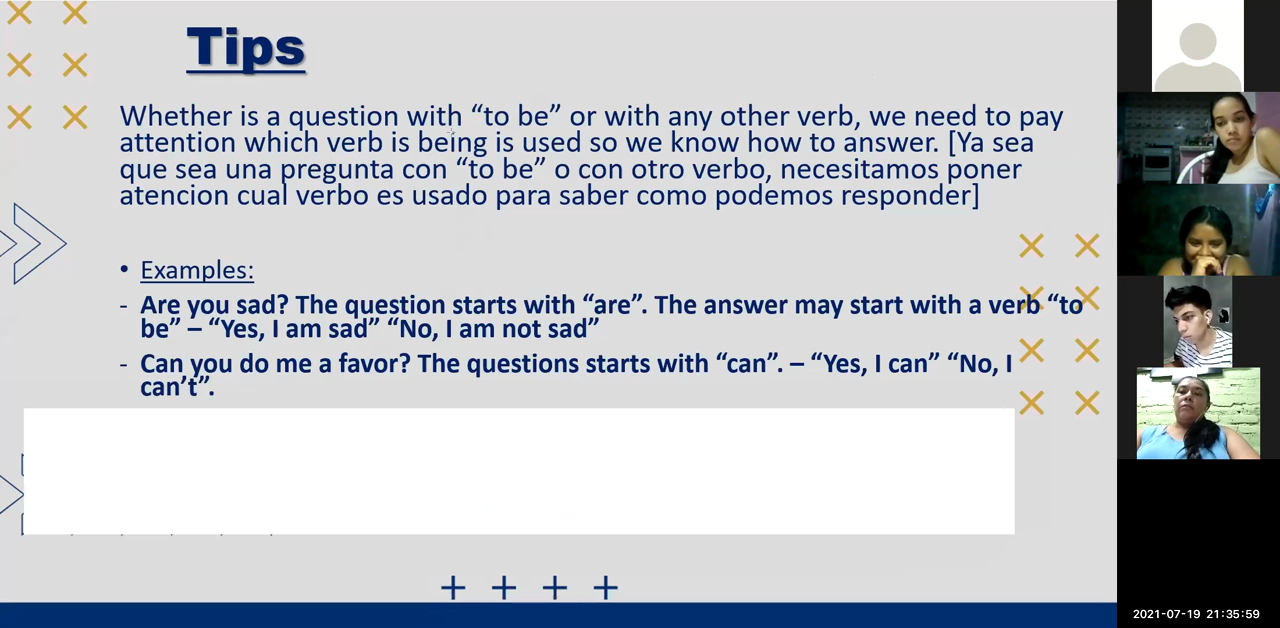 Tips
Whether is a question with “to be” or with any other verb, we need to pay
attention which verb is being is used so we know how to answer. [Ya sea
que sea una pregunta con “to be” o con otro verbo, necesitamos poner
atencion cual verbo es usado para saber como podemos responder]
• Examples:
- Are you sad? The question starts with “are”. The answer may start with a verb “to
be” – “Yes, I am sad” “No, I am not sad”
- Can you do me a favor? The questions starts with “can”. – “Yes, I can” “No, I
can’t”.
2021-07-19 21:35:59